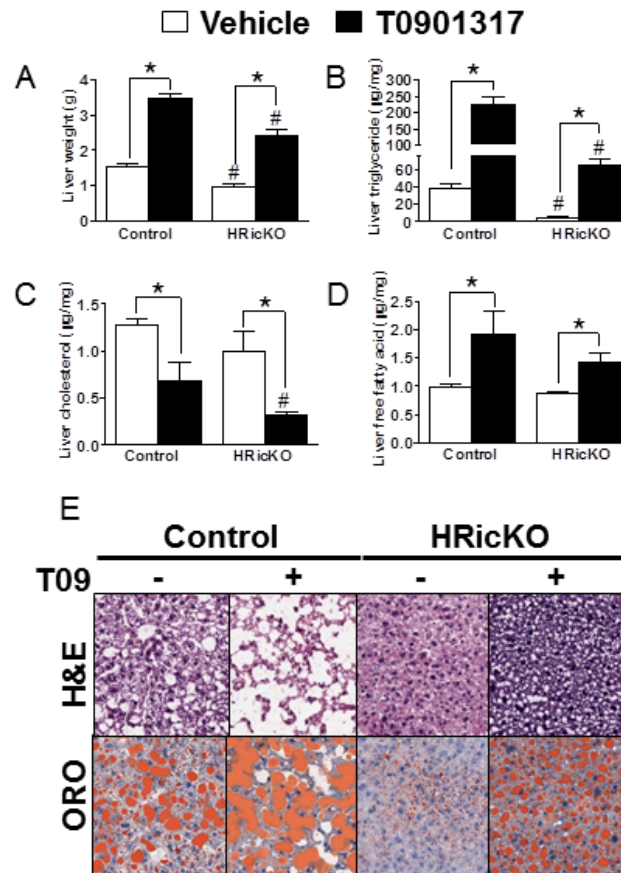 Vehicle T0901317
A
Liver weight (g)
4
3
2
1
0
*
*
#
#
Control HRicKO
B
Liver triglyceride (µg/mg)
300
250
200
150
100
80
60
40
20
0
*
*
#
#
Control HRicKO
C
Liver cholesterol (µg/mg)
1.5
1.0
0.5
0.0
*
*
#
Control HRicKO
D
Liver free fatty acid (µg/mg)
2.5
2.0
1.5
1.0
0.5
0.0
*
*
Control HRicKO
E
Control HRicKO
T09 - + - +
H&E
ORO